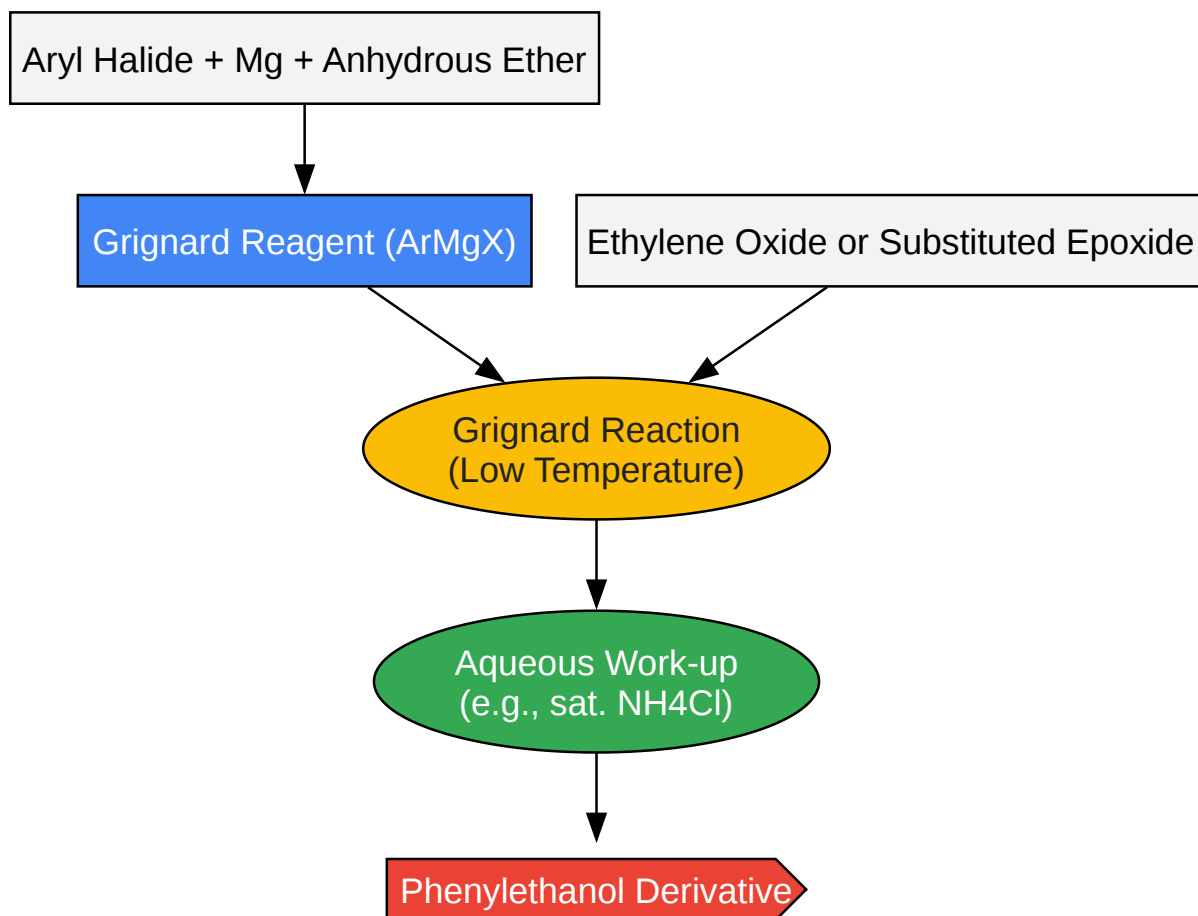 Aryl Halide + Mg + Anhydrous Ether
Grignard Reagent (ArMgX)
Ethylene Oxide or Substituted Epoxide
Grignard Reaction
(Low Temperature)
Aqueous Work-up
(e.g., sat. NH4Cl)
Phenylethanol Derivative